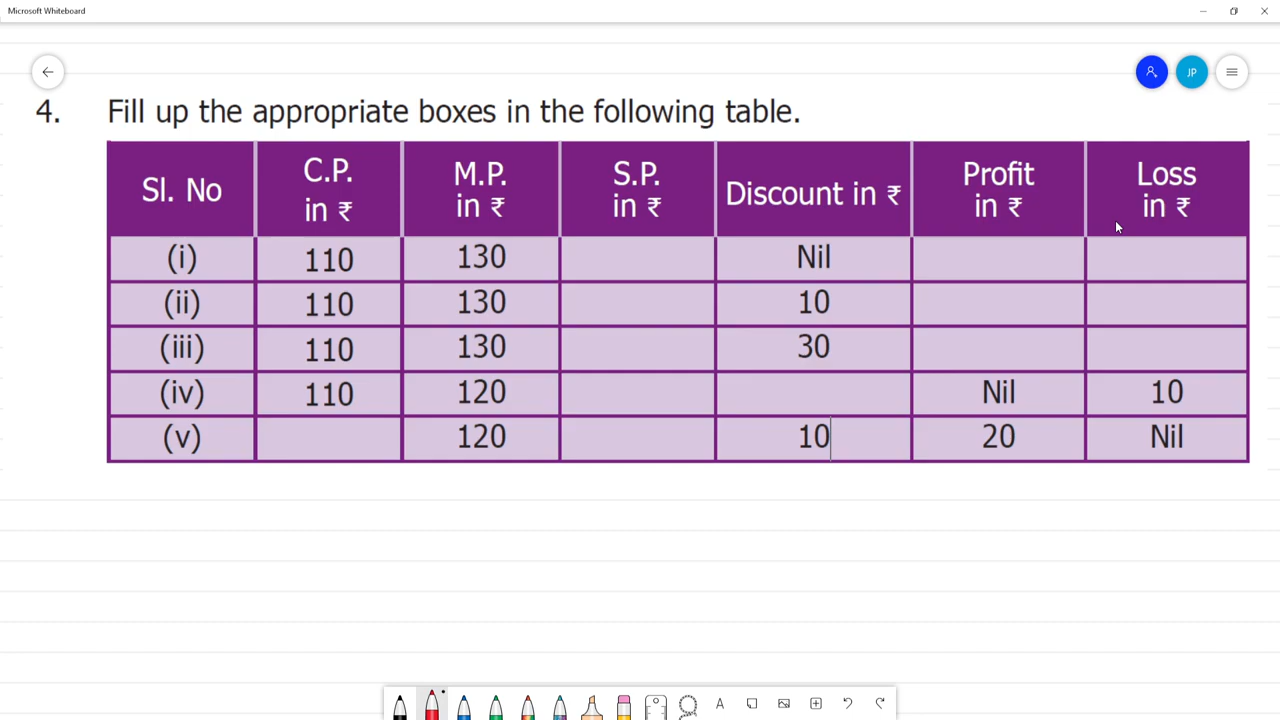 Microsoft Whiteboard
JP
4. Fill up the appropriate boxes in the following table.
Sl. No C.P. in ₹ M.P. in ₹ S.P. in ₹ Discount in ₹ Profit in ₹ Loss in ₹
(i) 110 130 Nil
(ii) 110 130 10
(iii) 110 130 30
(iv) 110 120 Nil 10
(v) 120 10 20 Nil
A